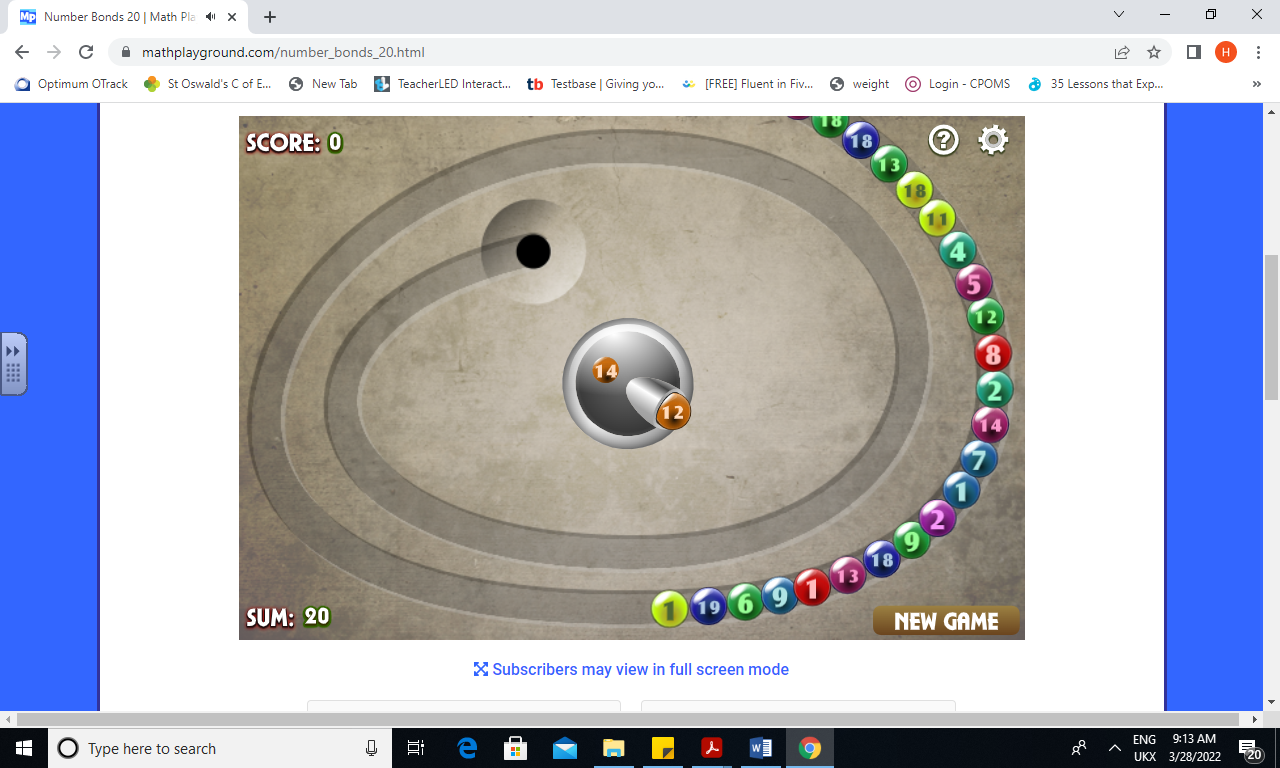 Mp Number Bonds 20 | Math Pla
mathplayground.com/number_bonds_20.html
H
Optimum OTrack St Oswald's C of E... New Tab TeacherLED Interact... tb Testbase | Giving yo... [FREE] Fluent in Fiv... weight Login - CPOMS 35 Lessons that Exp... »
SCORE: 0
?
18
18
13
18
11
4
5
12
8
2
14
7
1
2
9
18
13
1
9
6
19
1
14
12
SUM: 20
NEW GAME
Subscribers may view in full screen mode
Type here to search
ENG
UKX
9:13 AM
3/28/2022
20